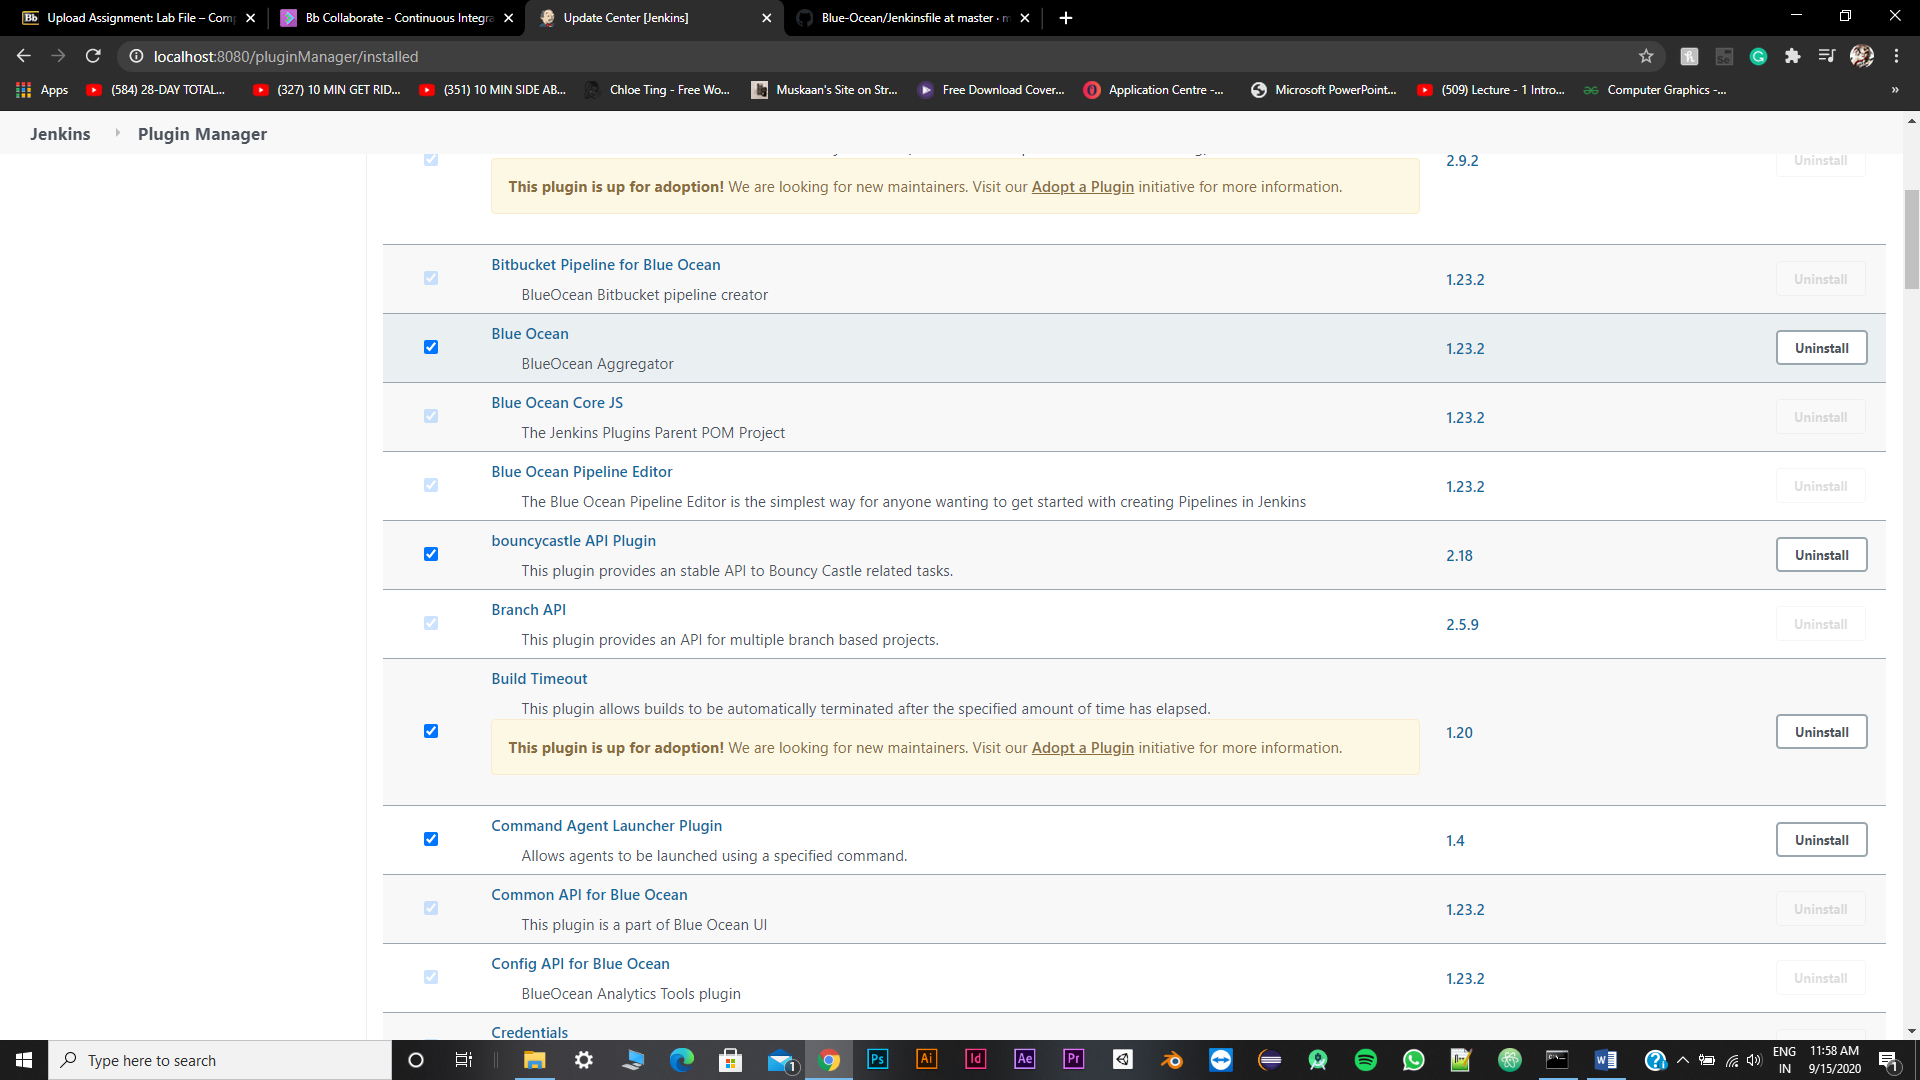 Upload Assignment: Lab File – Com
Bb Collaborate - Continuous Integra
Update Center [Jenkins]
Blue-Ocean/Jenkinsfile at master · m
localhost:8080/pluginManager/installed
Apps
(584) 28-DAY TOTAL...
(327) 10 MIN GET RID...
(351) 10 MIN SIDE AB...
Chloe Ting - Free Wo...
Muskaan's Site on Str...
Free Download Cover...
Application Centre -...
Microsoft PowerPoint...
(509) Lecture - 1 Intro...
Computer Graphics -...
»
Jenkins
Plugin Manager
2.9.2
Uninstall
This plugin is up for adoption! We are looking for new maintainers. Visit our Adopt a Plugin initiative for more information.
Bitbucket Pipeline for Blue Ocean
BlueOcean Bitbucket pipeline creator
1.23.2
Uninstall
Blue Ocean
BlueOcean Aggregator
1.23.2
Uninstall
Blue Ocean Core JS
The Jenkins Plugins Parent POM Project
1.23.2
Uninstall
Blue Ocean Pipeline Editor
The Blue Ocean Pipeline Editor is the simplest way for anyone wanting to get started with creating Pipelines in Jenkins
1.23.2
Uninstall
bouncycastle API Plugin
This plugin provides an stable API to Bouncy Castle related tasks.
2.18
Uninstall
Branch API
This plugin provides an API for multiple branch based projects.
2.5.9
Uninstall
Build Timeout
This plugin allows builds to be automatically terminated after the specified amount of time has elapsed.
This plugin is up for adoption! We are looking for new maintainers. Visit our Adopt a Plugin initiative for more information.
1.20
Uninstall
Command Agent Launcher Plugin
Allows agents to be launched using a specified command.
1.4
Uninstall
Common API for Blue Ocean
This plugin is a part of Blue Ocean UI
1.23.2
Uninstall
Config API for Blue Ocean
BlueOcean Analytics Tools plugin
1.23.2
Uninstall
Credentials
Type here to search
1
Ps
Ai
Id
Ae
Pr
ENG
IN
11:58 AM
9/15/2020
1